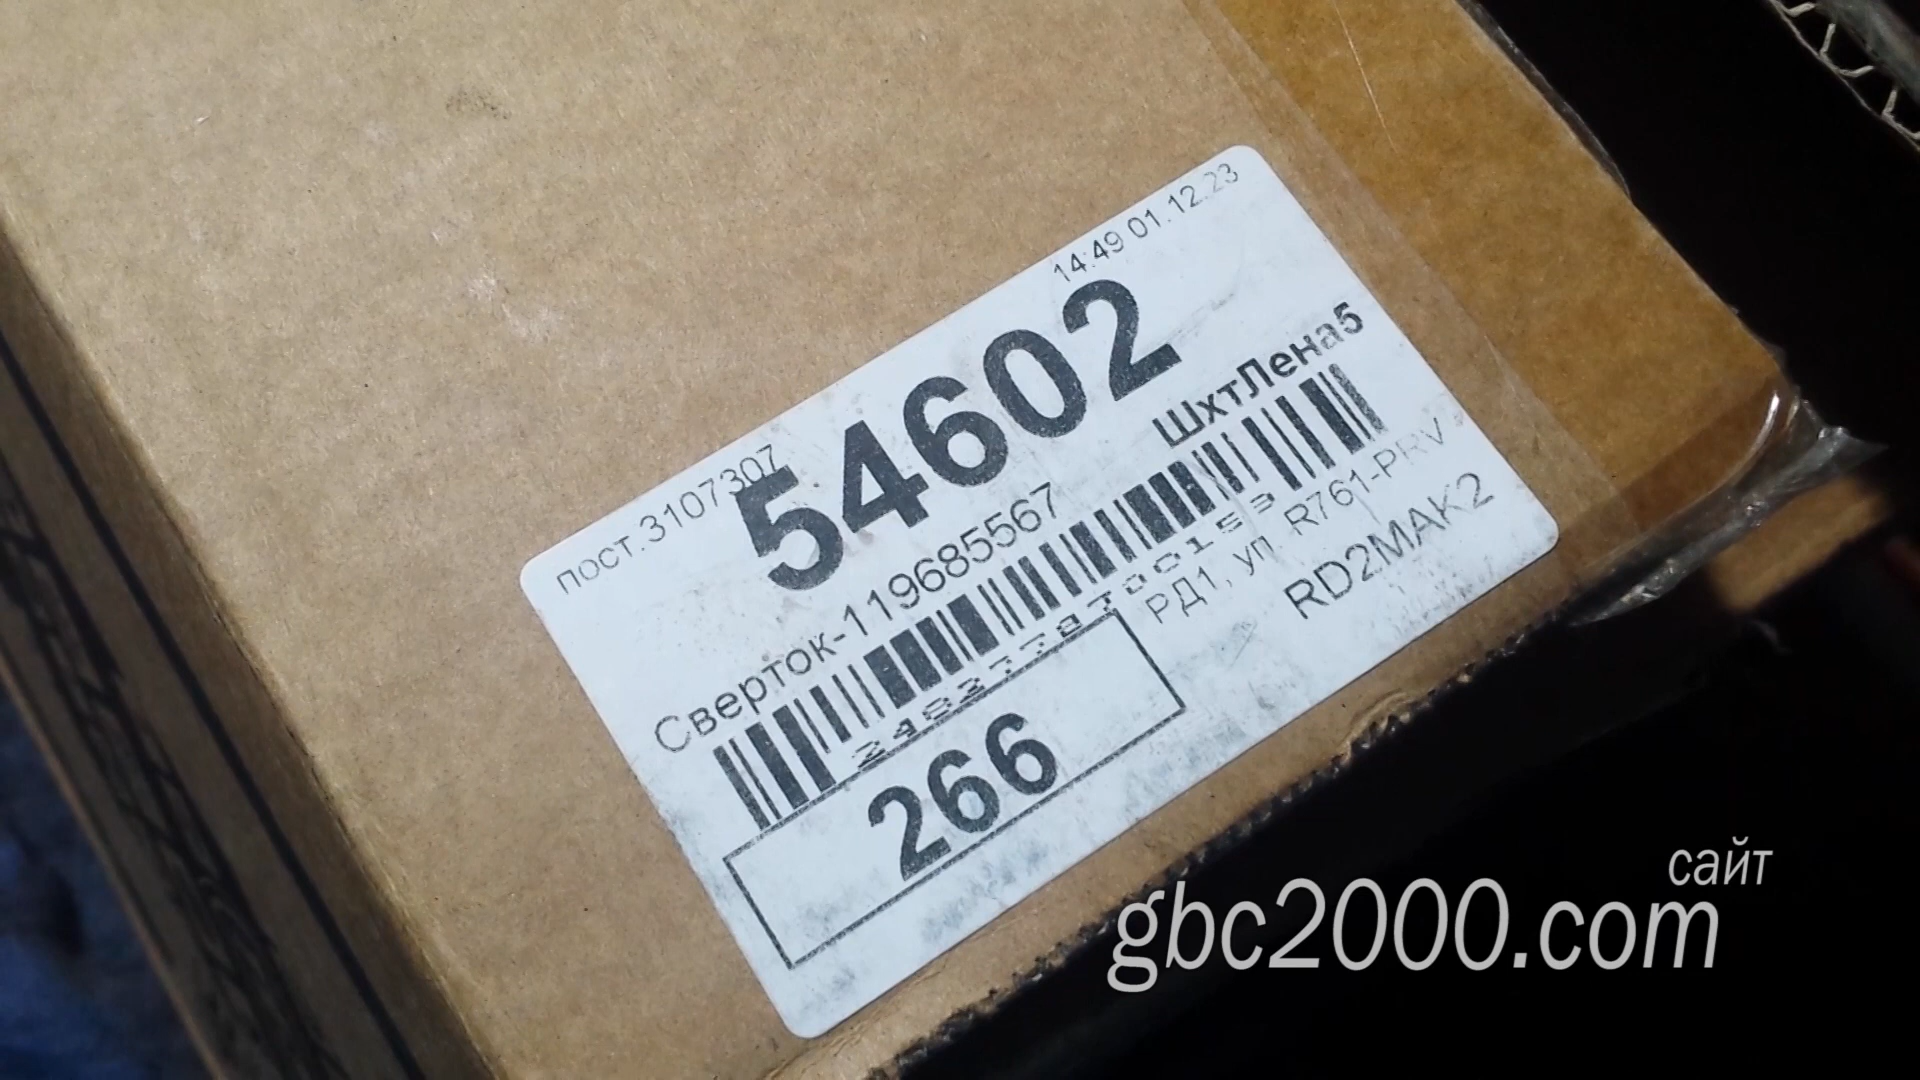 14:49 01.12.23
пост.3107307
54602
ШхтЛена5
Сверток-119685567
РД1, уп. R761-PRV
RD2MAK2
266
сайт
gbc2000.com